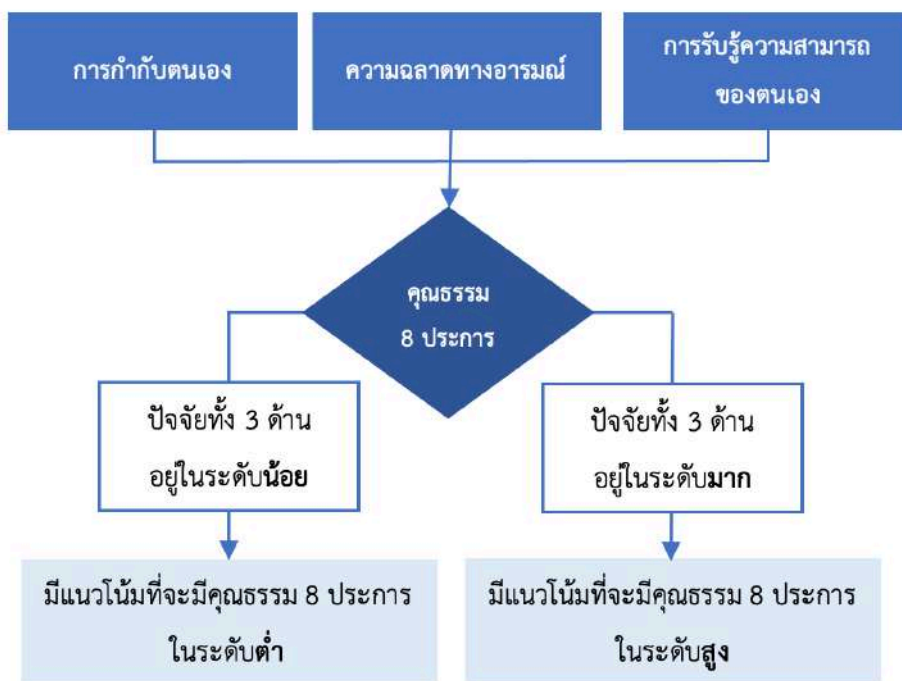 การกำกับตนเอง
ความฉลาดทางอารมณ์
การรับรู้ความสามารถ
ของตนเอง
คุณธรรม
8 ประการ
ปัจจัยทั้ง 3 ด้าน
อยู่ในระดับน้อย
ปัจจัยทั้ง 3 ด้าน
อยู่ในระดับมาก
มีแนวโน้มที่จะมีคุณธรรม 8 ประการ
ในระดับต่ำ
มีแนวโน้มที่จะมีคุณธรรม 8 ประการ
ในระดับสูง